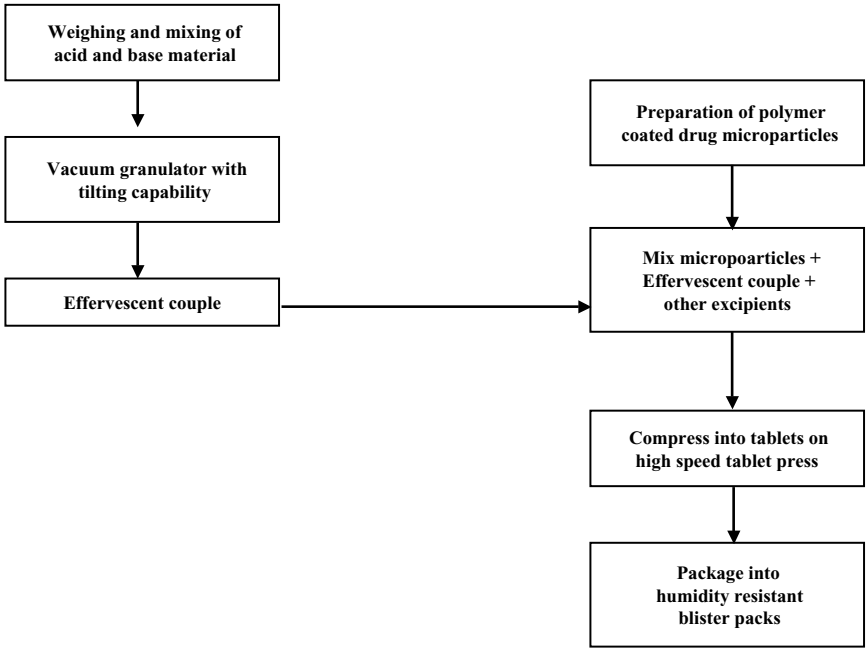 Weighing and mixing of
acid and base material
Vacuum granulator with
tilting capability
Effervescent couple
Preparation of polymer
coated drug microparticles
Mix micropoarticles +
Effervescent couple +
other excipients
Compress into tablets on
high speed tablet press
Package into
humidity resistant
blister packs